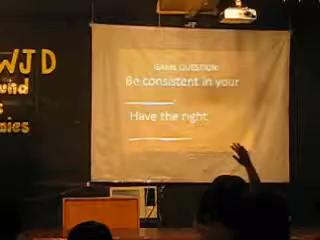 WJD
GAME QUESTION:
Be consistent in your
Have the right